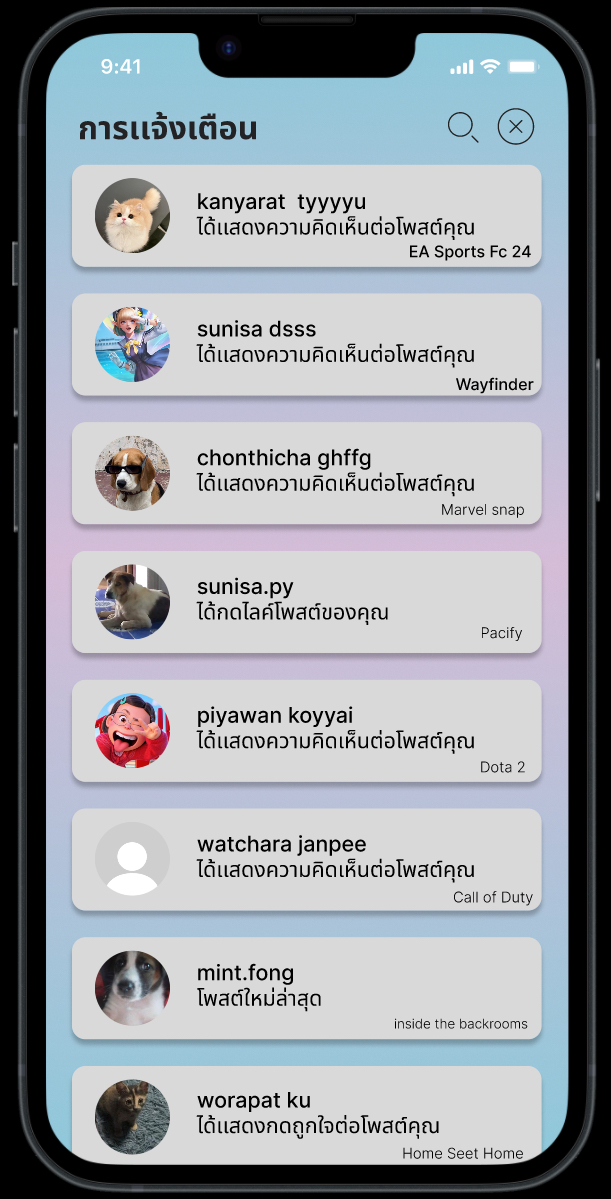 9:41
การแจ้งเตือน
kanyarat tyyyyu
ได้แสดงความคิดเห็นต่อโพสต์คุณ
EA Sports Fc 24
sunisa dsss
ได้แสดงความคิดเห็นต่อโพสต์คุณ
Wayfinder
chonthicha ghffg
ได้แสดงความคิดเห็นต่อโพสต์คุณ
Marvel snap
sunisa.py
ได้กดไลค์โพสต์ของคุณ
Pacify
piyawan koyyai
ได้แสดงความคิดเห็นต่อโพสต์คุณ
Dota 2
watchara janpee
ได้แสดงความคิดเห็นต่อโพสต์คุณ
Call of Duty
mint.fong
โพสต์ใหม่ล่าสุด
inside the backrooms
worapat ku
ได้แสดงกดถูกใจต่อโพสต์คุณ
Home Seet Home